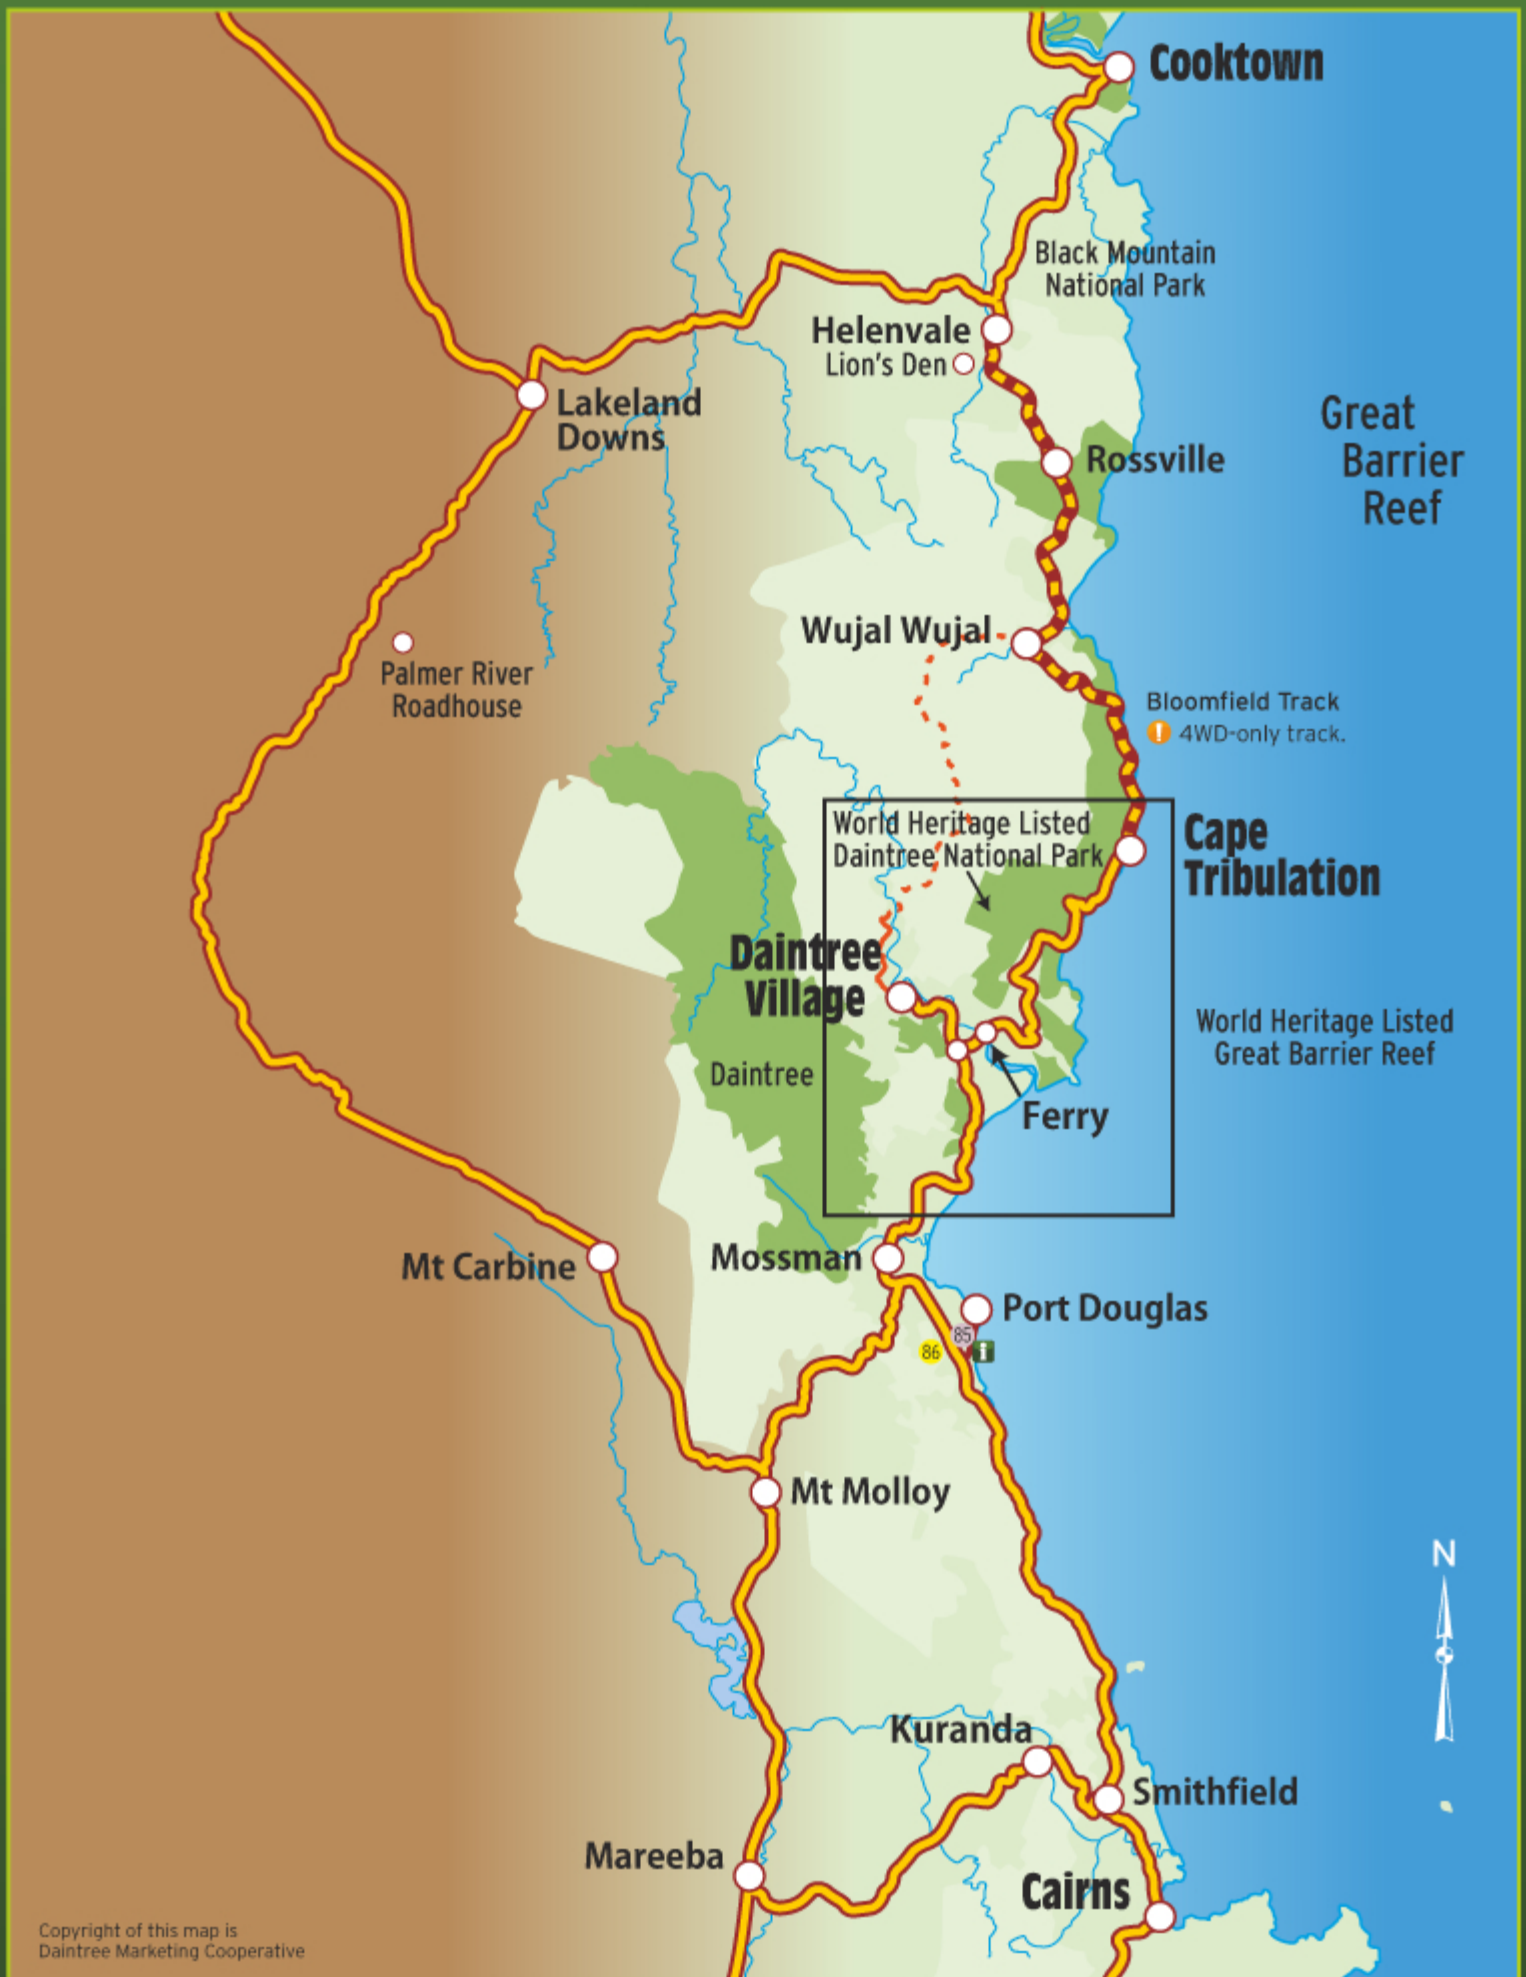 Cooktown
Black Mountain
National Park
Helenvale
Lion's Den
Lakeland
Downs
Great
Barrier
Reef
Rossville
Wujal Wujal
Palmer River
Roadhouse
Bloomfield Track
! 4WD-only track.
World Heritage Listed
Daintree National Park
Cape
Tribulation
Daintree
Village
World Heritage Listed
Great Barrier Reef
Daintree
Ferry
Mt Carbine
Mossman
Port Douglas
85
86
i
Mt Molloy
N
Kuranda
Smithfield
Mareeba
Cairns
Copyright of this map is
Daintree Marketing Cooperative